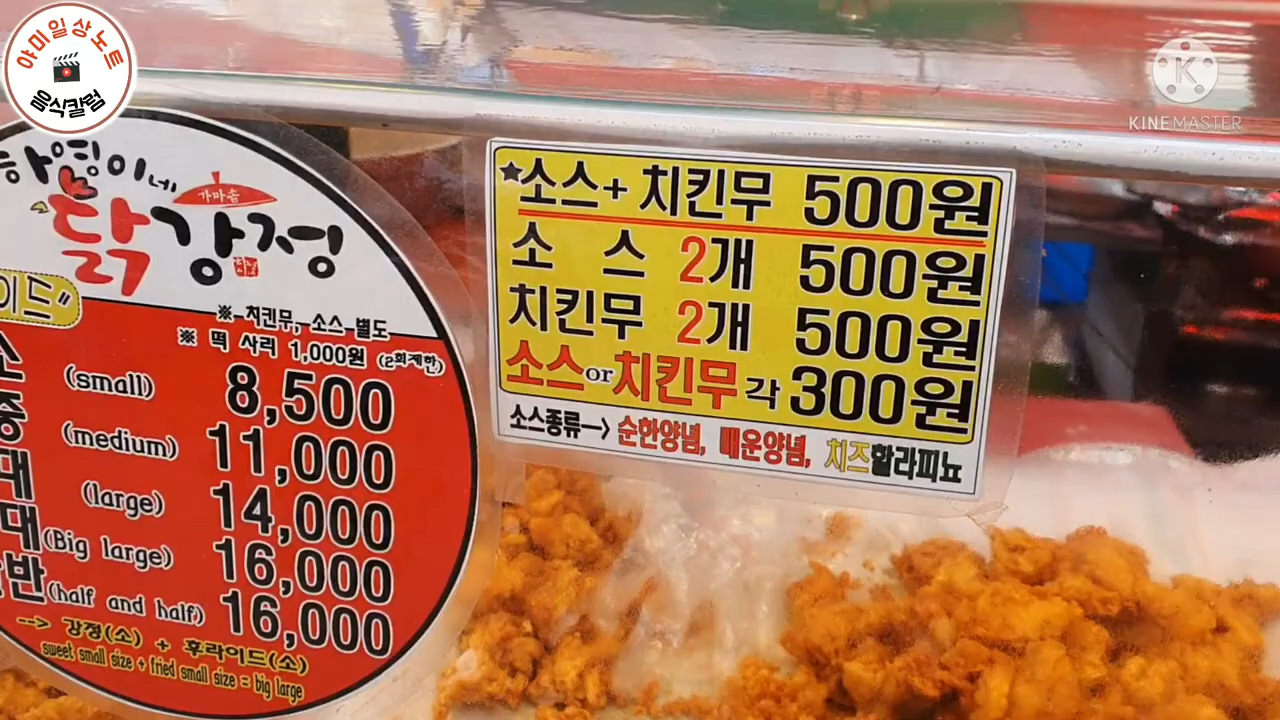 야미일상노트
음식칼럼
KINEMASTER
하영이네
가마솥
닭강정
이드"
※ 치킨무, 소스 별도
※ 떡 사리 1,000원 (2회제한)
소 (small) 8,500
중 (medium) 11,000
대 (large) 14,000
대 (Big large) 16,000
반 (half and half) 16,000
--> 강정(소) + 후라이드(소)
sweet small size + fried small size = big large
★소스+치킨무 500원
소스 2개 500원
치킨무 2개 500원
소스or치킨무 각 300원
소스종류→ 순한양념, 매운양념, 치즈할라피뇨